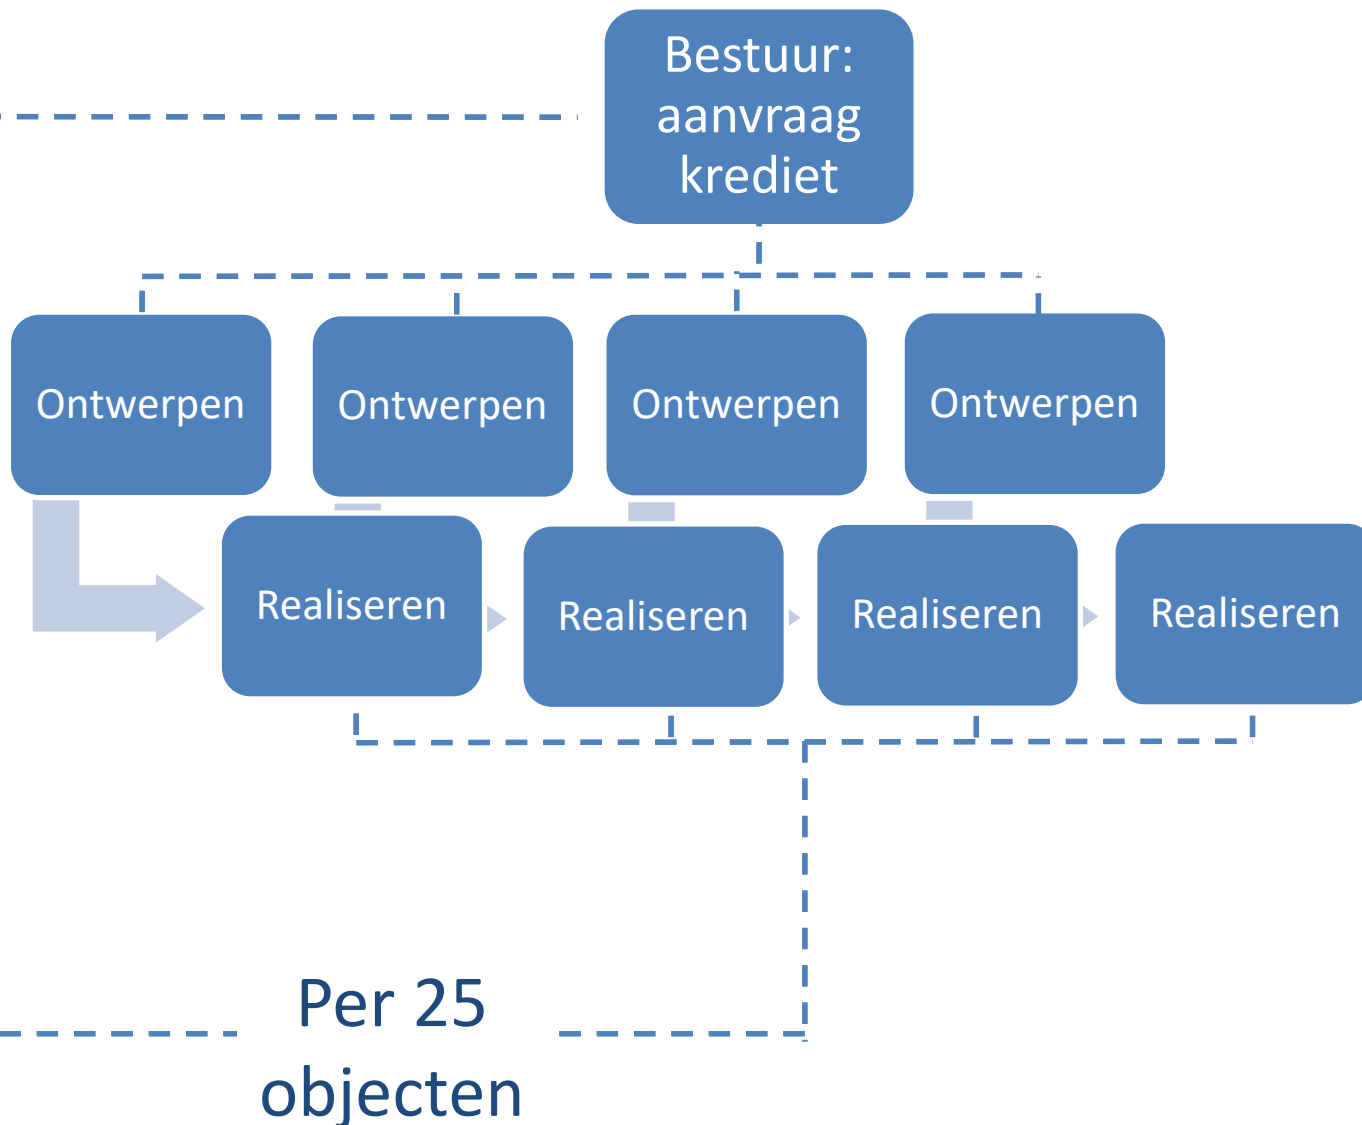 Bestuur:
aanvraag
krediet
Ontwerpen
Ontwerpen
Ontwerpen
Ontwerpen
Realiseren
Realiseren
Realiseren
Realiseren
Per 25
objecten